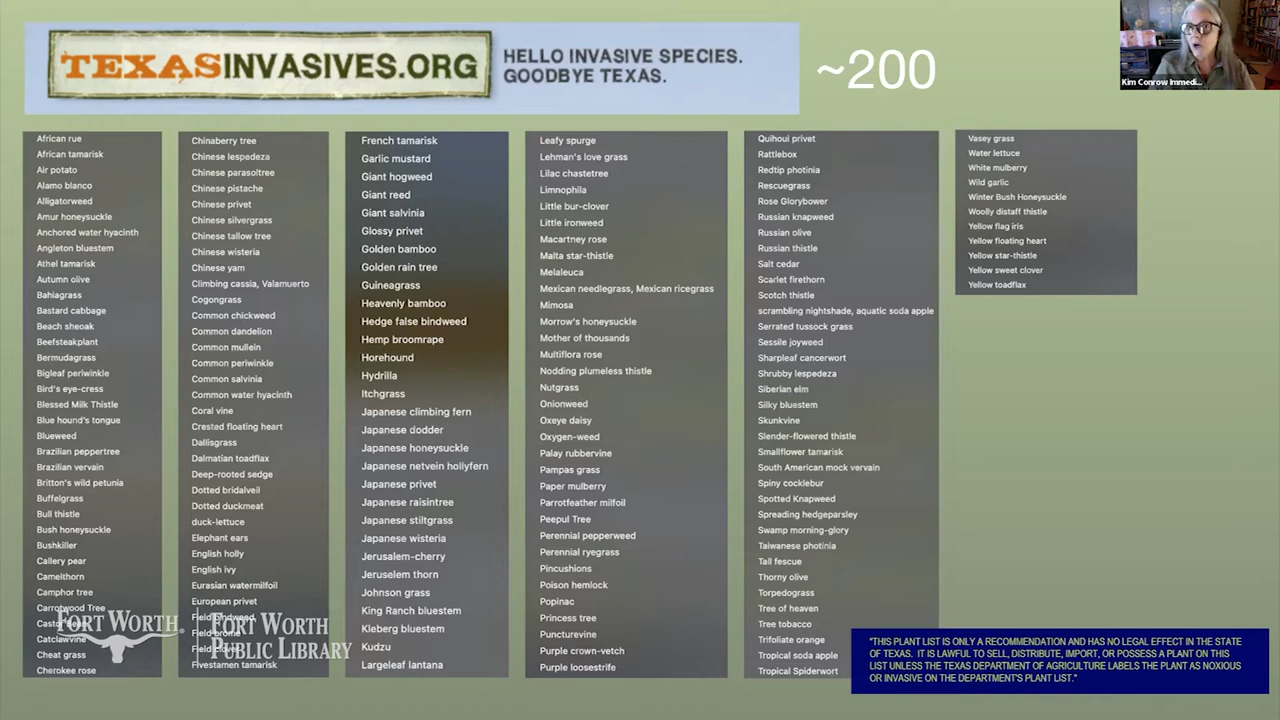 TEXASINVASIVES.ORG
HELLO INVASIVE SPECIES.
GOODBYE TEXAS.
~200
Kim Conrow Immedi...
African rue
African tamarisk
Air potato
Alamo blanco
Alligatorweed
Amur honeysuckle
Anchored water hyacinth
Angleton bluestem
Athel tamarisk
Autumn olive
Bahiagrass
Bastard cabbage
Beach sheoak
Beefsteakplant
Bermudagrass
Bigleaf periwinkle
Bird's eye-cress
Blessed Milk Thistle
Blue hound's tongue
Blueweed
Brazilian peppertree
Brazilian vervain
Britton's wild petunia
Buffelgrass
Bull thistle
Bush honeysuckle
Bushkiller
Callery pear
Camelthorn
Camphor tree
Carrotwood Tree
Catclawvine
Cheat grass
Cherokee rose
Chinaberry tree
Chinese lespedeza
Chinese parasoltree
Chinese pistache
Chinese privet
Chinese silvergrass
Chinese tallow tree
Chinese wisteria
Chinese yam
Climbing cassia, Valamuerto
Cogongrass
Common chickweed
Common dandelion
Common mullein
Common periwinkle
Common salvinia
Common water hyacinth
Coral vine
Crested floating heart
Dallisgrass
Dalmatian toadflax
Deep-rooted sedge
Dotted bridalveil
Dotted duckmeat
duck-lettuce
Elephant ears
English holly
English ivy
Eurasian watermilfoil
European privet
Field bindweed
Field brome
Field
Fivestamen tamarisk
French tamarisk
Garlic mustard
Giant hogweed
Giant reed
Giant salvinia
Glossy privet
Golden bamboo
Golden rain tree
Guineagrass
Heavenly bamboo
Hedge false bindweed
Hemp broomrape
Horehound
Hydrilla
Itchgrass
Japanese climbing fern
Japanese dodder
Japanese honeysuckle
Japanese netvein hollyfern
Japanese privet
Japanese raisintree
Japanese stiltgrass
Japanese wisteria
Jerusalem-cherry
Jeruselem thorn
Johnson grass
King Ranch bluestem
Kleberg bluestem
Kudzu
Largeleaf lantana
Leafy spurge
Lehman's love grass
Lilac chastetree
Limnophila
Little bur-clover
Little ironweed
Macartney rose
Malta star-thistle
Melaleuca
Mexican needlegrass, Mexican ricegrass
Mimosa
Morrow's honeysuckle
Mother of thousands
Multiflora rose
Nodding plumeless thistle
Nutgrass
Onionweed
Oxeye daisy
Oxygen-weed
Palay rubbervine
Pampas grass
Paper mulberry
Parrotfeather milfoil
Peepul Tree
Perennial pepperweed
Perennial ryegrass
Pincushions
Poison hemlock
Popinac
Princess tree
Puncturevine
Purple crown-vetch
Purple loosestrife
Quihoui privet
Rattlebox
Redtip photinia
Rescuegrass
Rose Glorybower
Russian knapweed
Russian olive
Russian thistle
Salt cedar
Scarlet firethorn
Scotch thistle
scrambling nightshade, aquatic soda apple
Serrated tussock grass
Sessile joyweed
Sharpleaf cancerwort
Shrubby lespedeza
Siberian elm
Silky bluestem
Skunkvine
Slender-flowered thistle
Smallflower tamarisk
South American mock vervain
Spiny cocklebur
Spotted Knapweed
Spreading hedgeparsley
Swamp morning-glory
Taiwanese photinia
Tall fescue
Thorny olive
Torpedograss
Tree of heaven
Tree tobacco
Trifoliate orange
Tropical soda apple
Tropical Spiderwort
Vasey grass
Water lettuce
White mulberry
Wild garlic
Winter Bush Honeysuckle
Woolly distaff thistle
Yellow flag iris
Yellow floating heart
Yellow star-thistle
Yellow sweet clover
Yellow toadflax
FORT WORTH®
FORT WORTH
PUBLIC LIBRARY
"THIS PLANT LIST IS ONLY A RECOMMENDATION AND HAS NO LEGAL EFFECT IN THE STATE
OF TEXAS. IT IS LAWFUL TO SELL, DISTRIBUTE, IMPORT, OR POSSESS A PLANT ON THIS
LIST UNLESS THE TEXAS DEPARTMENT OF AGRICULTURE LABELS THE PLANT AS NOXIOUS
OR INVASIVE ON THE DEPARTMENT'S PLANT LIST."